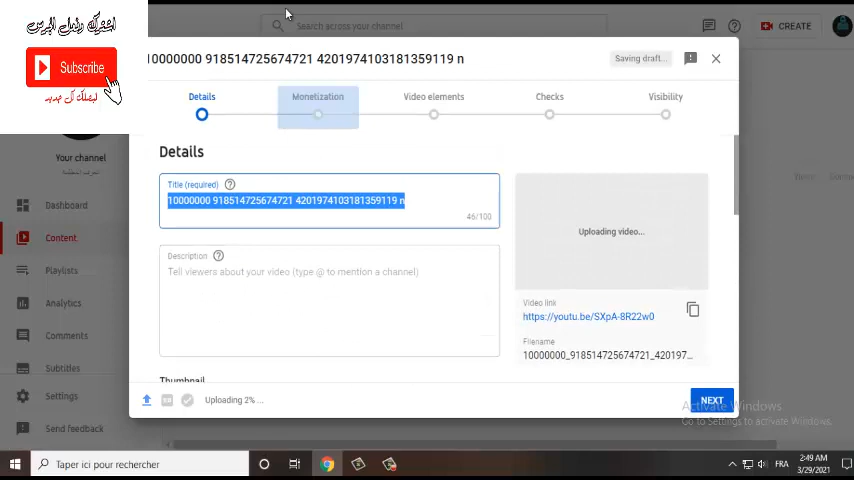 اشترك وفعل الجرس
Subscribe
ليصلك كل جديد
Search across your channel
CREATE
10000000 918514725674721 4201974103181359119 n
Saving draft...
Details
Monetization
Video elements
Checks
Visibility
Your channel
Dashboard
Content
Playlists
Analytics
Comments
Subtitles
Settings
Send feedback
Details
Title (required)
10000000 918514725674721 4201974103181359119 n
46/100
Description
Tell viewers about your video (type @ to mention a channel)
Thumbnail
Uploading video...
Video link
https://youtu.be/SXpA-8R22w0
Filename
10000000_918514725674721_420197...
Uploading 2% ...
NEXT
Activate Windows
Go to Settings to activate Windows.
Taper ici pour rechercher
FRA
2:49 AM
3/29/2021